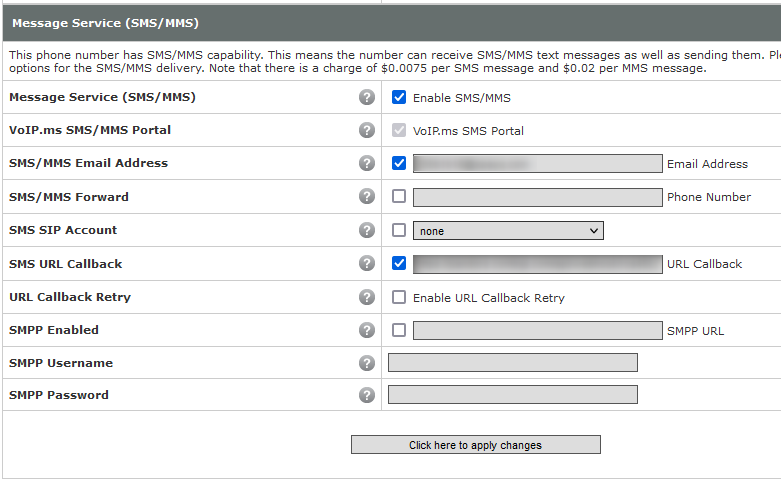 Message Service (SMS/MMS)
This phone number has SMS/MMS capability. This means the number can receive SMS/MMS text messages as well as sending them.
options for the SMS/MMS delivery. Note that there is a charge of $0.0075 per SMS message and $0.02 per MMS message.
Message Service (SMS/MMS) ? Enable SMS/MMS
VoIP.ms SMS/MMS Portal ? VoIP.ms SMS Portal
SMS/MMS Email Address ? Email Address
SMS/MMS Forward ? Phone Number
SMS SIP Account ? none
SMS URL Callback ? URL Callback
URL Callback Retry ? Enable URL Callback Retry
SMPP Enabled ? SMPP URL
SMPP Username ?
SMPP Password ?
Click here to apply changes